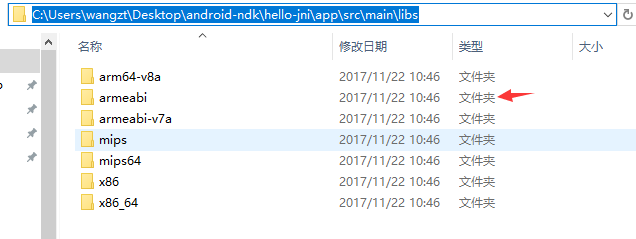 C:\Users\wangzt\Desktop\android-ndk\hello-jni\app\src\main\libs
名称 修改日期 类型 大小
arm64-v8a 2017/11/22 10:46 文件夹
armeabi 2017/11/22 10:46 文件夹
armeabi-v7a 2017/11/22 10:46 文件夹
mips 2017/11/22 10:46 文件夹
mips64 2017/11/22 10:46 文件夹
x86 2017/11/22 10:46 文件夹
x86_64 2017/11/22 10:46 文件夹